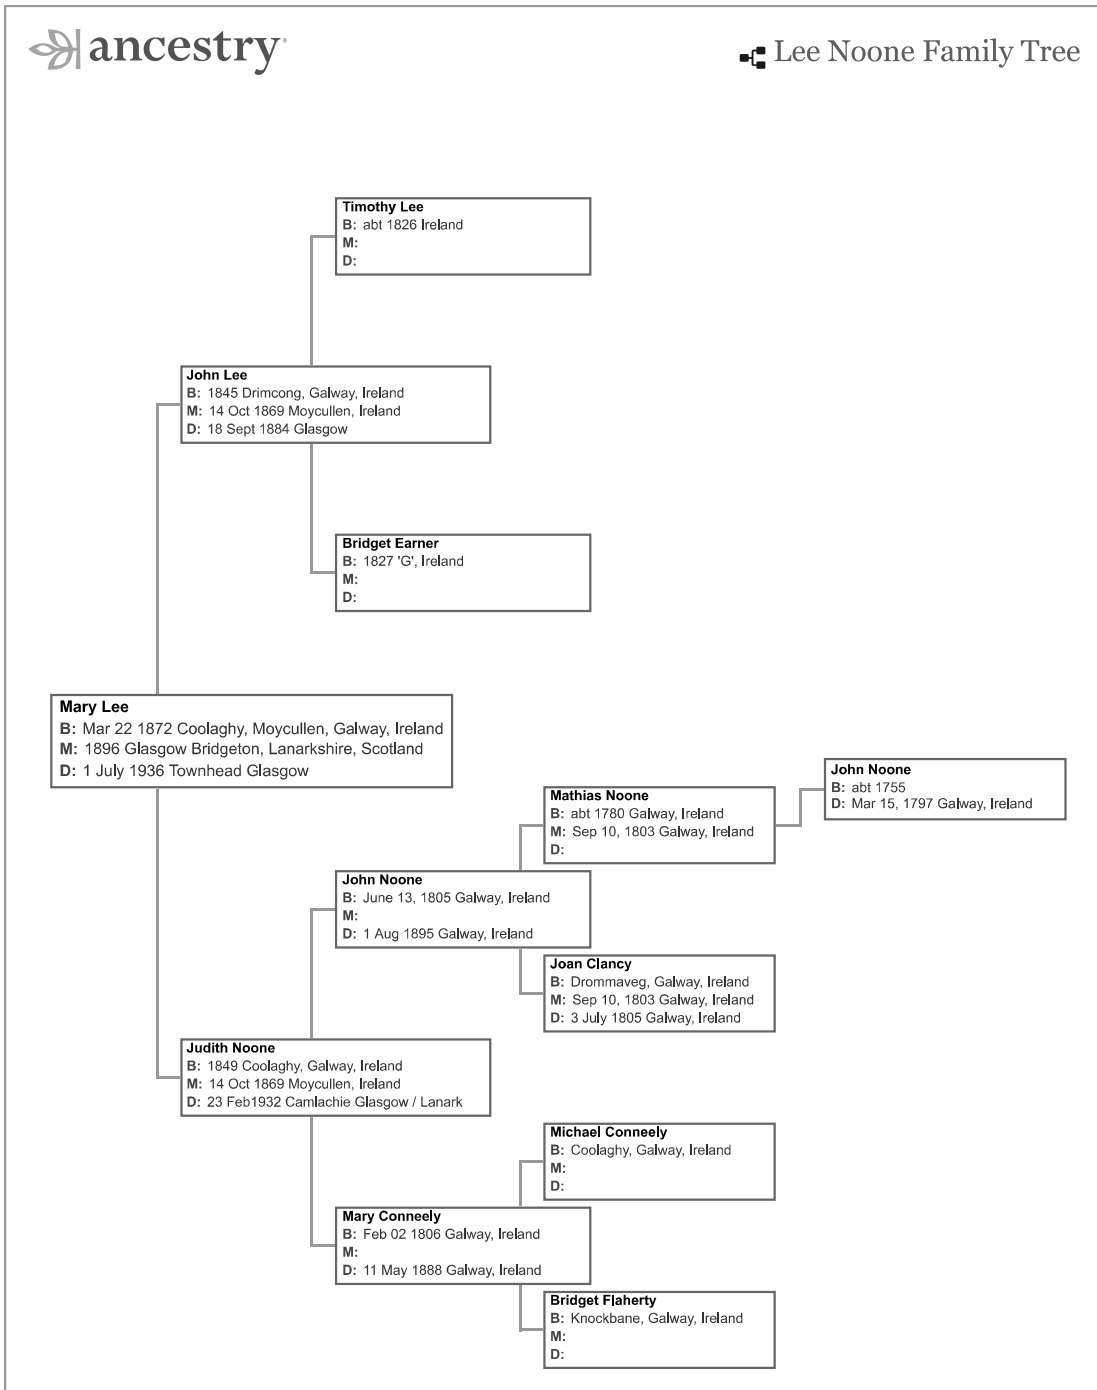 ancestry
Lee Noone Family Tree
Timothy Lee
B: abt 1826 Ireland
M:
D:
John Lee
B: 1845 Drimcong, Galway, Ireland
M: 14 Oct 1869 Moycullen, Ireland
D: 18 Sept 1884 Glasgow
Bridget Earner
B: 1827 'G', Ireland
M:
D:
Mary Lee
B: Mar 22 1872 Coolaghy, Moycullen, Galway, Ireland
M: 1896 Glasgow Bridgeton, Lanarkshire, Scotland
D: 1 July 1936 Townhead Glasgow
John Noone
B: abt 1755
D: Mar 15, 1797 Galway, Ireland
Mathias Noone
B: abt 1780 Galway, Ireland
M: Sep 10, 1803 Galway, Ireland
D:
John Noone
B: June 13, 1805 Galway, Ireland
M:
D: 1 Aug 1895 Galway, Ireland
Joan Clancy
B: Drommaveg, Galway, Ireland
M: Sep 10, 1803 Galway, Ireland
D: 3 July 1805 Galway, Ireland
Judith Noone
B: 1849 Coolaghy, Galway, Ireland
M: 14 Oct 1869 Moycullen, Ireland
D: 23 Feb1932 Camlachie Glasgow / Lanark
Michael Conneely
B: Coolaghy, Galway, Ireland
M:
D:
Mary Conneely
B: Feb 02 1806 Galway, Ireland
M:
D: 11 May 1888 Galway, Ireland
Bridget Flaherty
B: Knockbane, Galway, Ireland
M:
D: